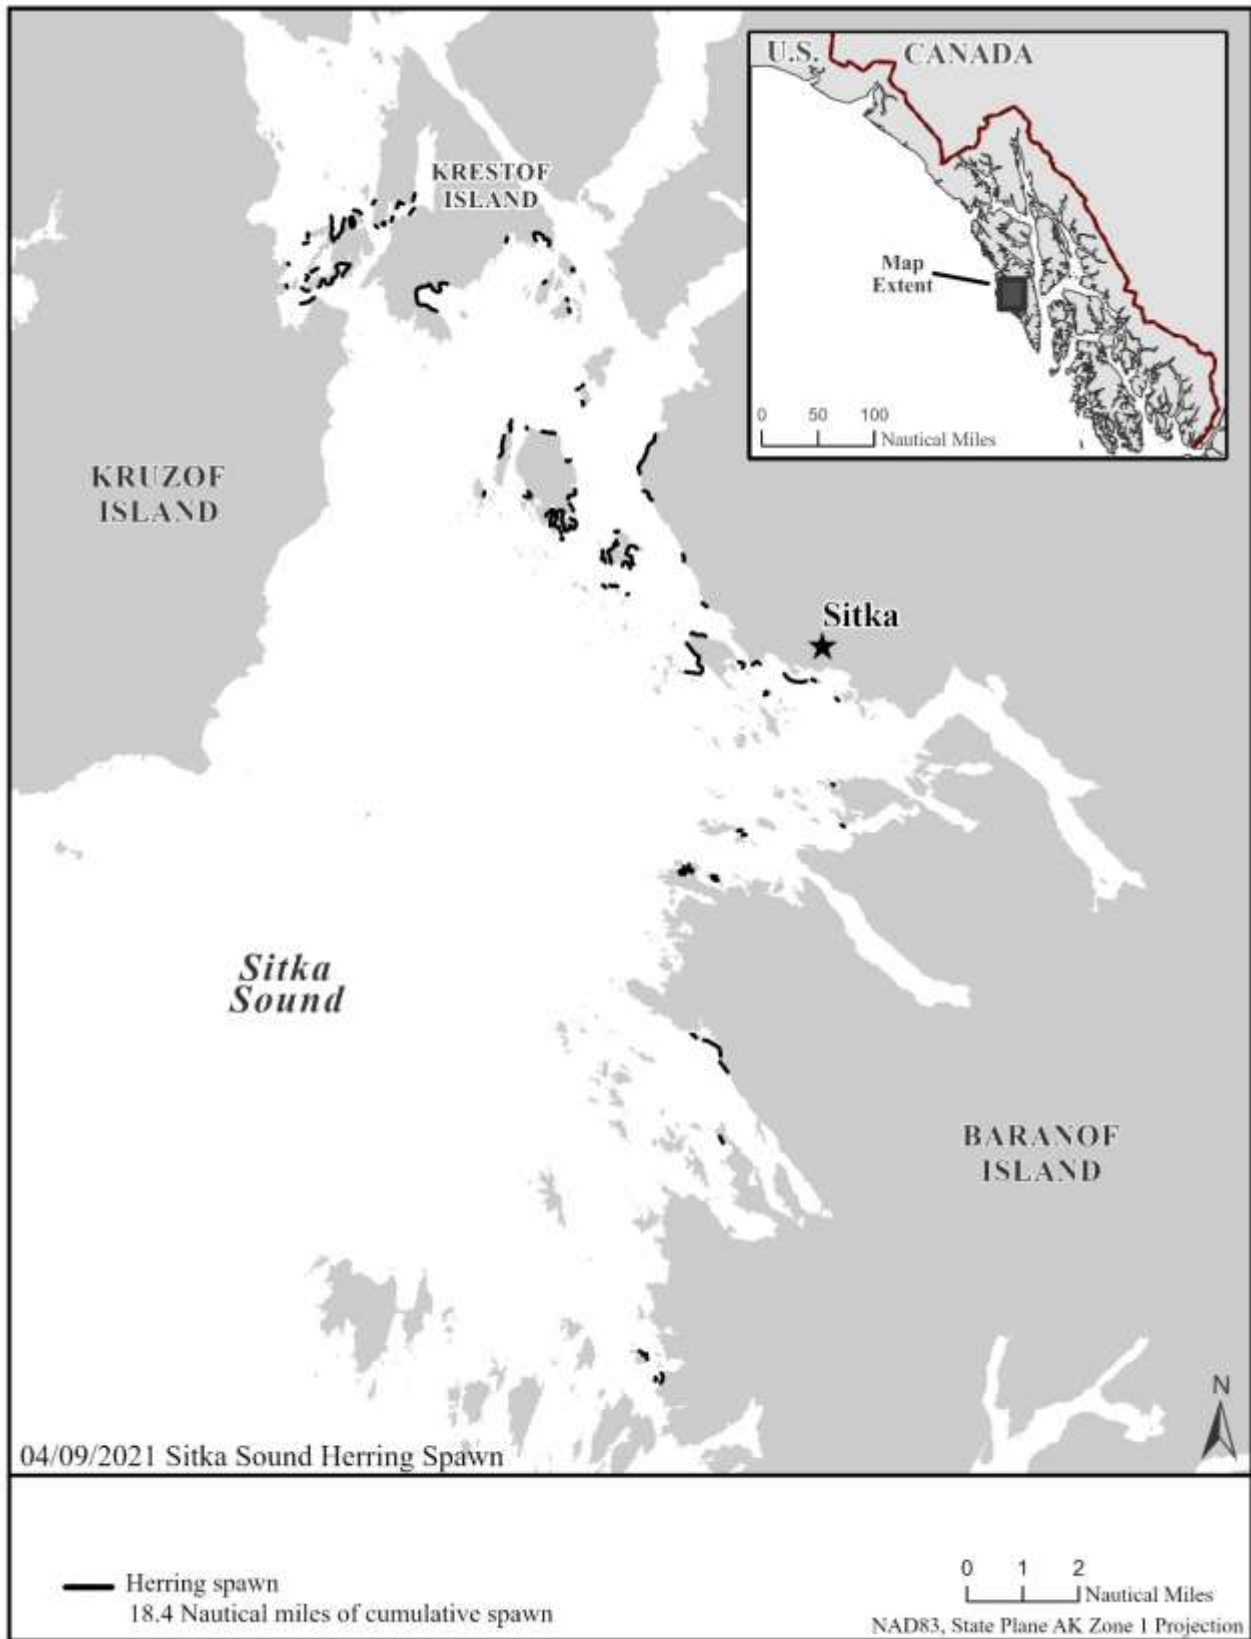 U.S. CANADA
Map
Extent
0 50 100
Nautical Miles
KRESTOF
ISLAND
KRUZOF
ISLAND
Sitka
Sitka
Sound
BARANOF
ISLAND
N
04/09/2021 Sitka Sound Herring Spawn
Herring spawn
18.4 Nautical miles of cumulative spawn
0 1 2
Nautical Miles
NAD83, State Plane AK Zone 1 Projection